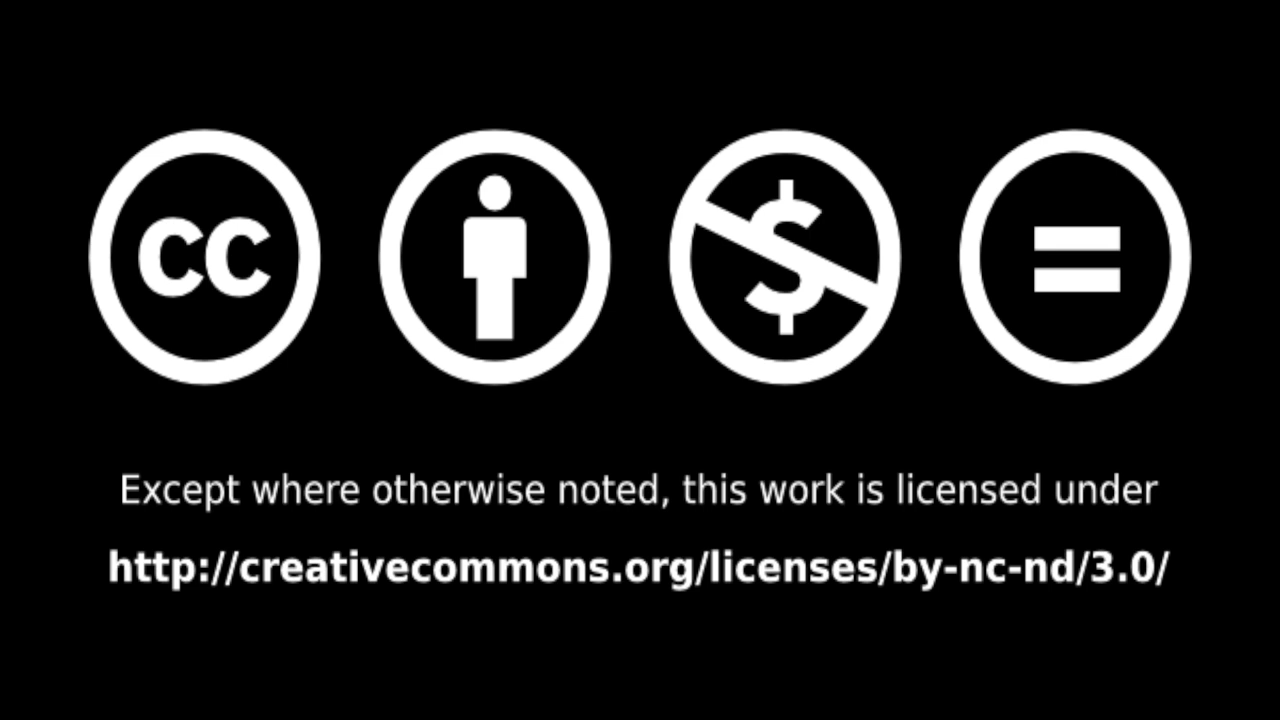 cc
$
=
Except where otherwise noted, this work is licensed under
http://creativecommons.org/licenses/by-nc-nd/3.0/